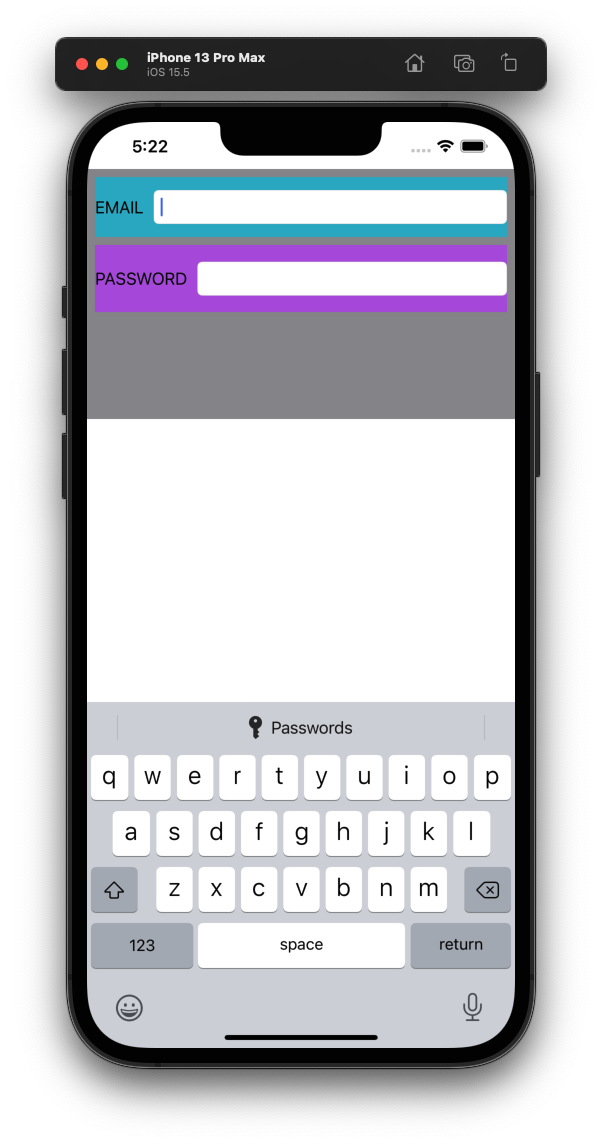 iPhone 13 Pro Max
iOS 15.5
5:22
EMAIL
PASSWORD
Passwords
q w e r t y u i o p
a s d f g h j k l
z x c v b n m
123 space return